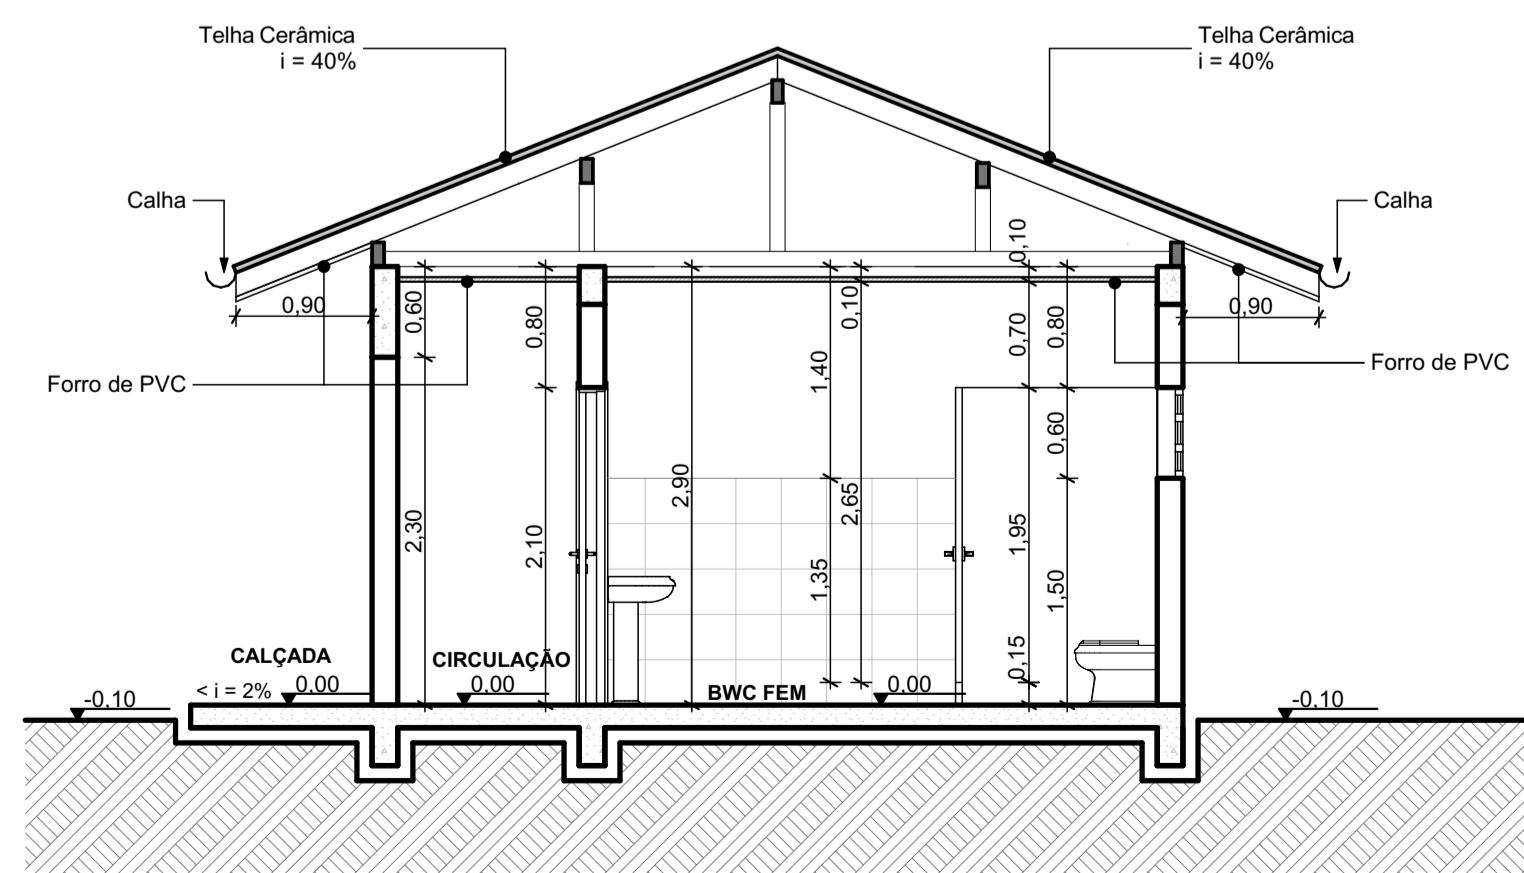 Telha Cerâmica
i = 40%
Telha Cerâmica
i = 40%
Calha
Calha
0,10
0,90
0,60
0,80
0,10
0,70
0,80
0,90
Forro de PVC
1,40
Forro de PVC
0,60
2,90
2,65
2,30
2,10
1,95
1,35
1,50
CALÇADA
CIRCULAÇÃO
0,15
< i = 2%
0,00
0,00
BWC FEM
0,00
-0,10
-0,10